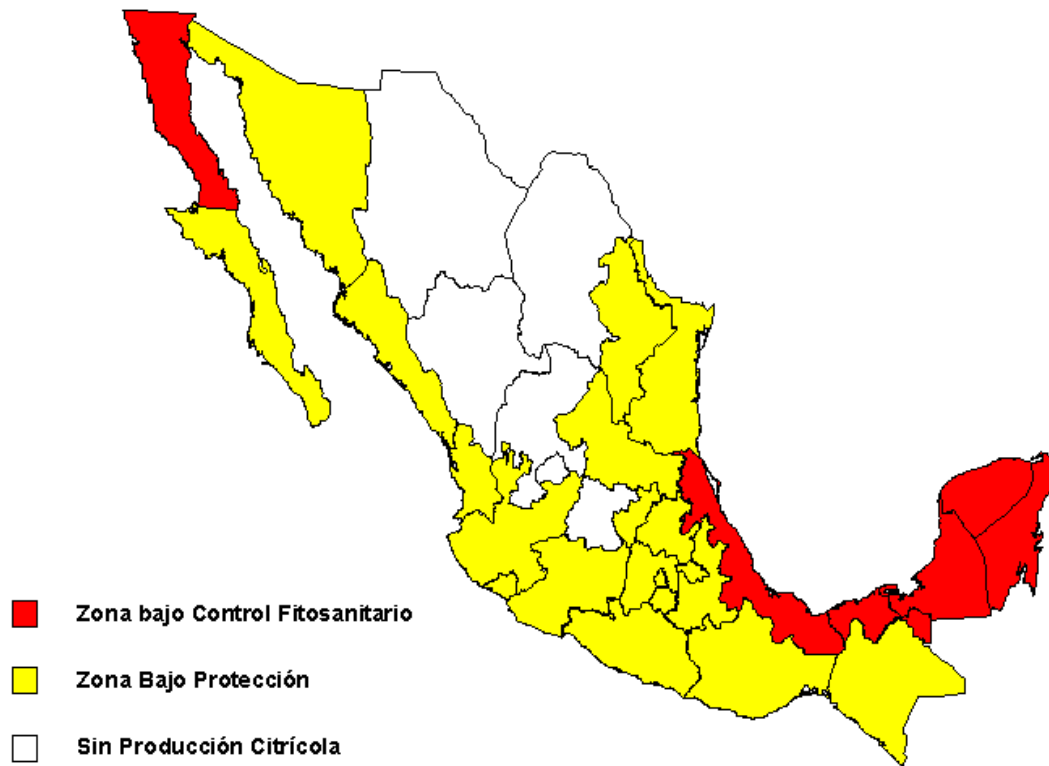 Zona bajo Control Fitosanitario
Zona Bajo Protección
Sin Producción Citrícola